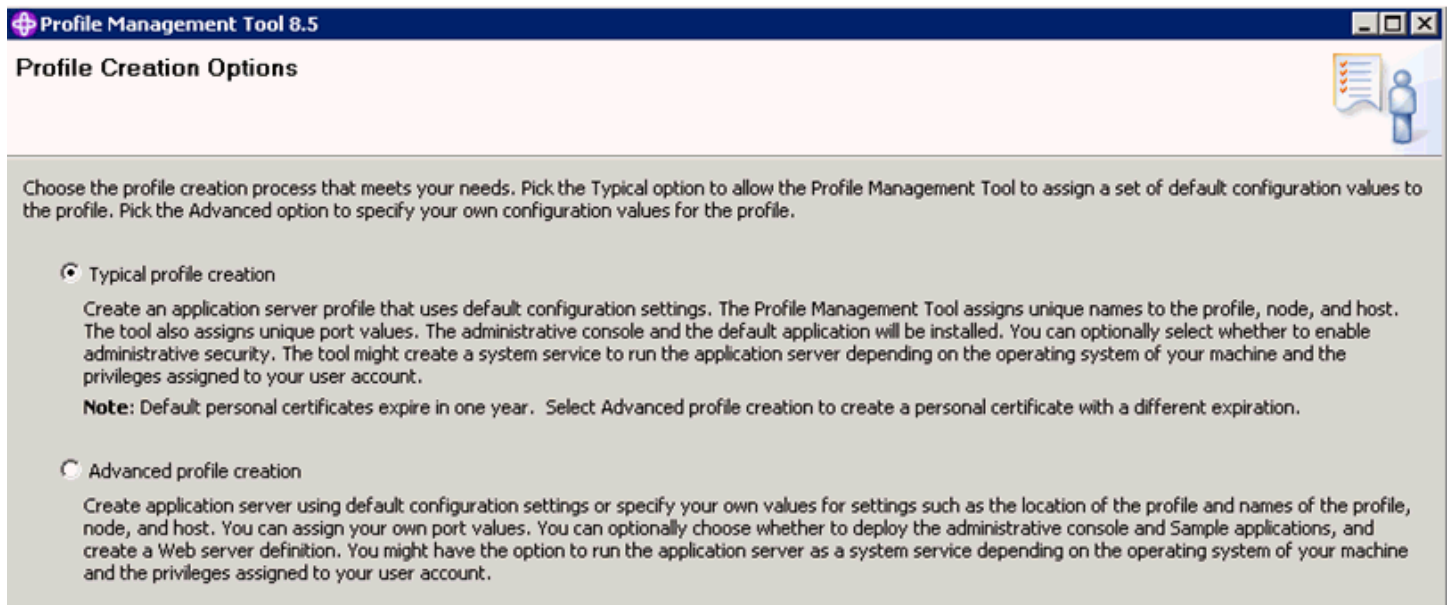 Profile Management Tool 8.5
Profile Creation Options
Choose the profile creation process that meets your needs. Pick the Typical option to allow the Profile Management Tool to assign a set of default configuration values to
the profile. Pick the Advanced option to specify your own configuration values for the profile.
Typical profile creation
Create an application server profile that uses default configuration settings. The Profile Management Tool assigns unique names to the profile, node, and host.
The tool also assigns unique port values. The administrative console and the default application will be installed. You can optionally select whether to enable
administrative security. The tool might create a system service to run the application server depending on the operating system of your machine and the
privileges assigned to your user account.
Note: Default personal certificates expire in one year. Select Advanced profile creation to create a personal certificate with a different expiration.
Advanced profile creation
Create application server using default configuration settings or specify your own values for settings such as the location of the profile and names of the profile,
node, and host. You can assign your own port values. You can optionally choose whether to deploy the administrative console and Sample applications, and
create a Web server definition. You might have the option to run the application server as a system service depending on the operating system of your machine
and the privileges assigned to your user account.